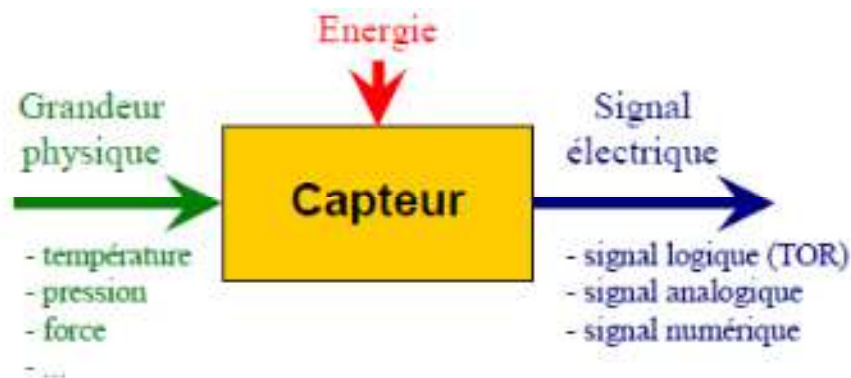 Energie
Grandeur
physique
- température
- pression
- force
- ...
Capteur
Signal
électrique
- signal logique (TOR)
- signal analogique
- signal numérique